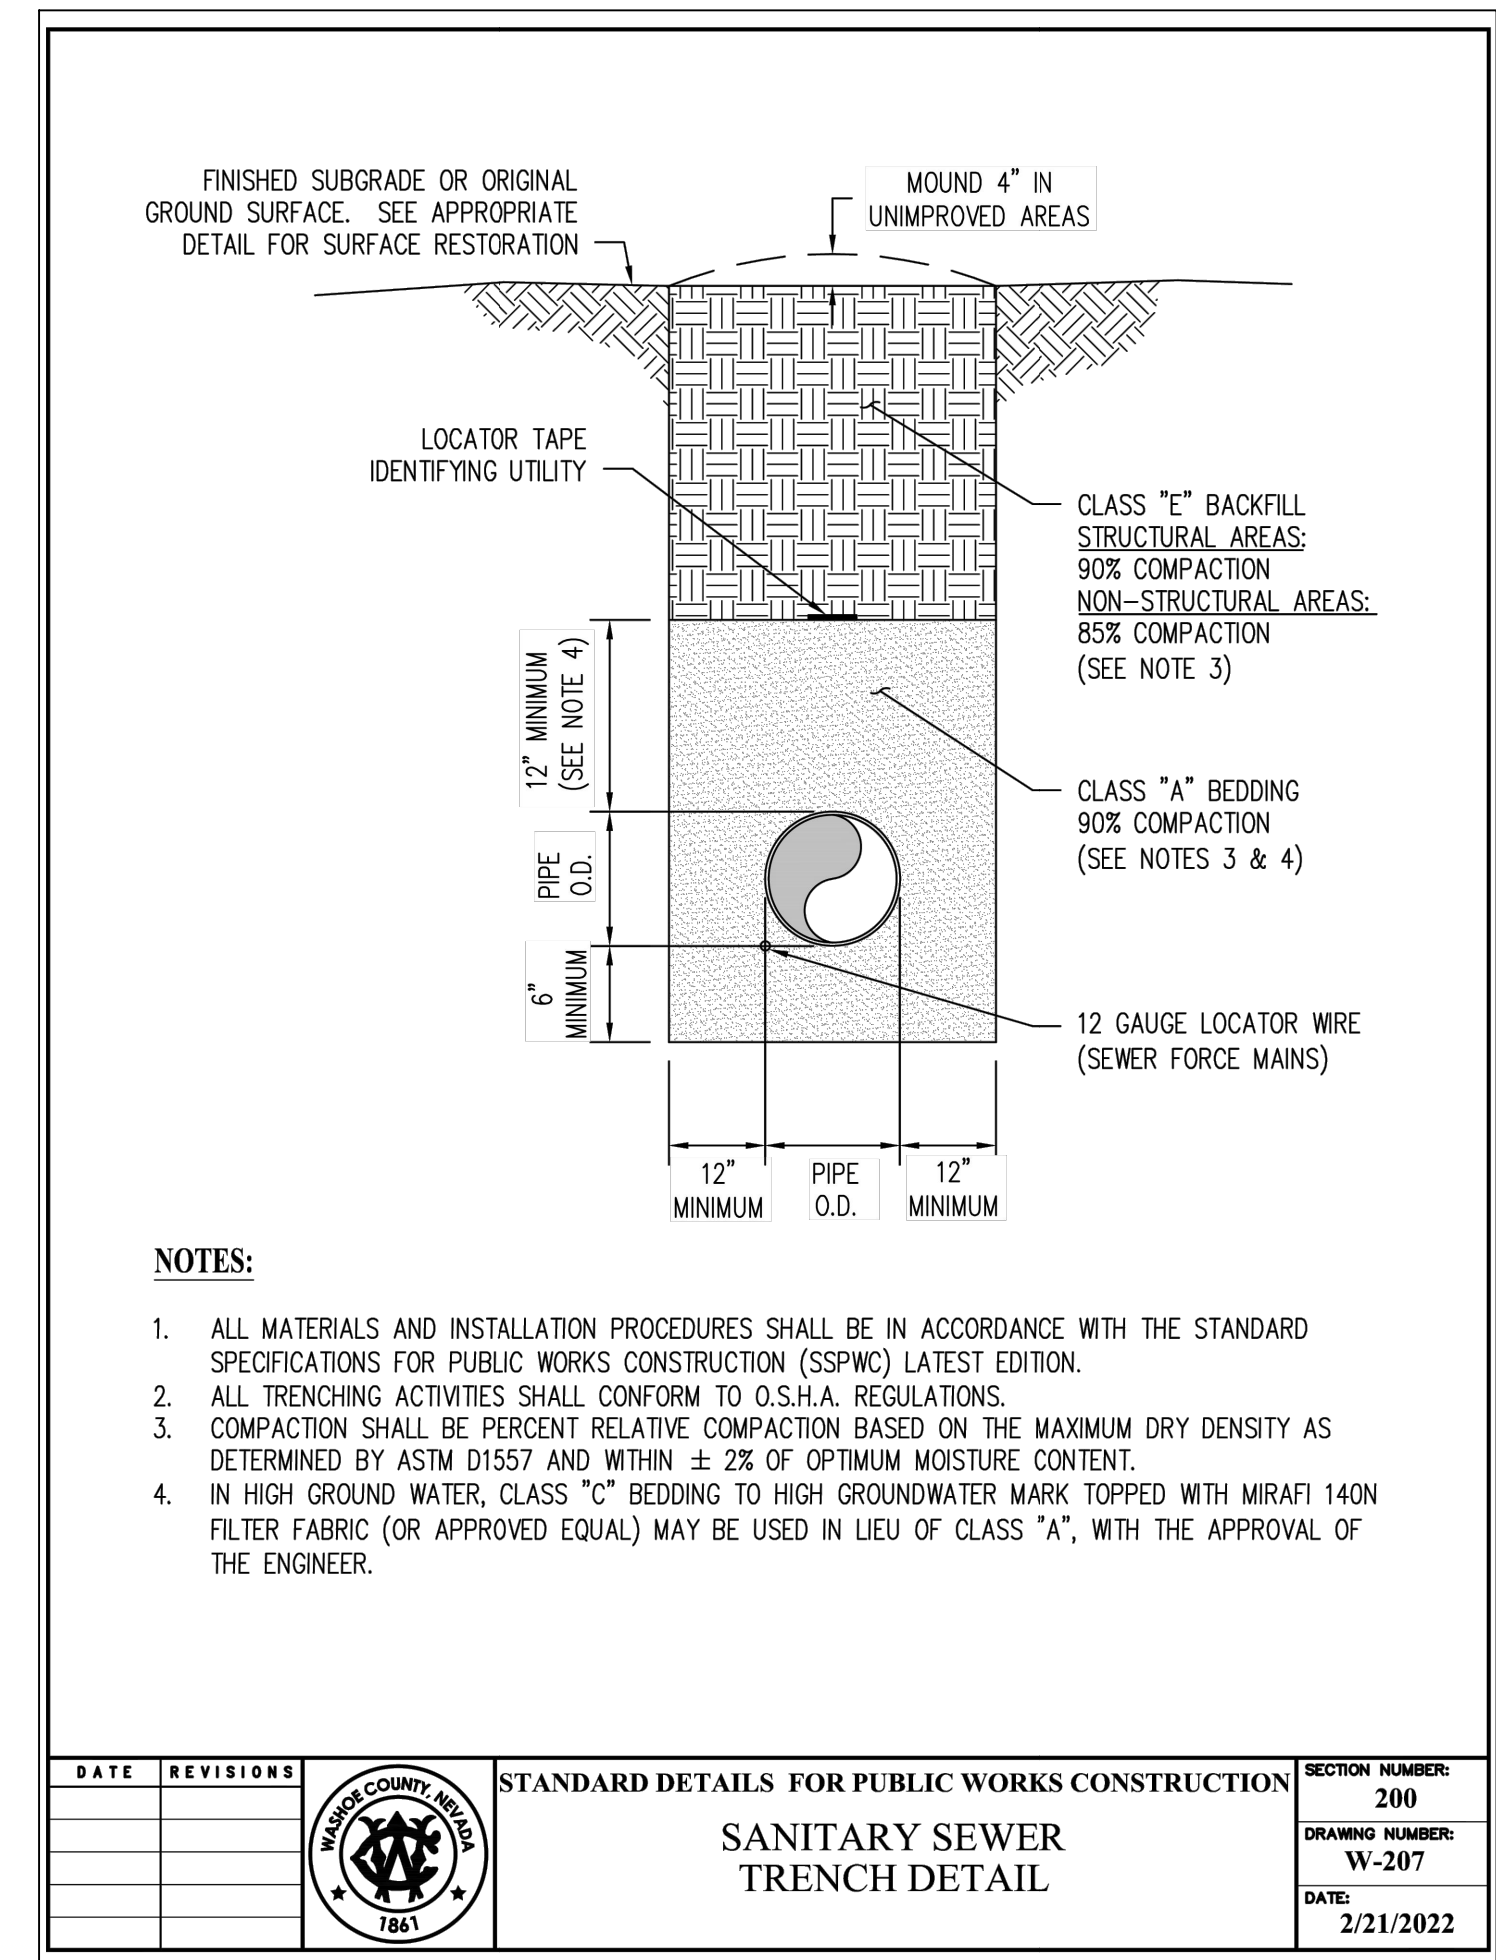 FINISHED SUBGRADE OR ORIGINAL
GROUND SURFACE. SEE APPROPRIATE
DETAIL FOR SURFACE RESTORATION
MOUND 4" IN
UNIMPROVED AREAS
LOCATOR TAPE
IDENTIFYING UTILITY
CLASS "E" BACKFILL
STRUCTURAL AREAS:
90% COMPACTION
NON-STRUCTURAL AREAS:
85% COMPACTION
(SEE NOTE 3)
12" MINIMUM
(SEE NOTE 4)
CLASS "A" BEDDING
90% COMPACTION
(SEE NOTES 3 & 4)
PIPE
O.D.
6"
MINIMUM
12 GAUGE LOCATOR WIRE
(SEWER FORCE MAINS)
12"
MINIMUM
PIPE
O.D.
12"
MINIMUM
NOTES:
1. ALL MATERIALS AND INSTALLATION PROCEDURES SHALL BE IN ACCORDANCE WITH THE STANDARD
SPECIFICATIONS FOR PUBLIC WORKS CONSTRUCTION (SSPWC) LATEST EDITION.
2. ALL TRENCHING ACTIVITIES SHALL CONFORM TO O.S.H.A. REGULATIONS.
3. COMPACTION SHALL BE PERCENT RELATIVE COMPACTION BASED ON THE MAXIMUM DRY DENSITY AS
DETERMINED BY ASTM D1557 AND WITHIN ± 2% OF OPTIMUM MOISTURE CONTENT.
4. IN HIGH GROUND WATER, CLASS "C" BEDDING TO HIGH GROUNDWATER MARK TOPPED WITH MIRAFI 140N
FILTER FABRIC (OR APPROVED EQUAL) MAY BE USED IN LIEU OF CLASS "A", WITH THE APPROVAL OF
THE ENGINEER.
DATE REVISIONS
WASHOE COUNTY, NEVADA
WC
1861
STANDARD DETAILS FOR PUBLIC WORKS CONSTRUCTION
SANITARY SEWER
TRENCH DETAIL
SECTION NUMBER:
200
DRAWING NUMBER:
W-207
DATE:
2/21/2022